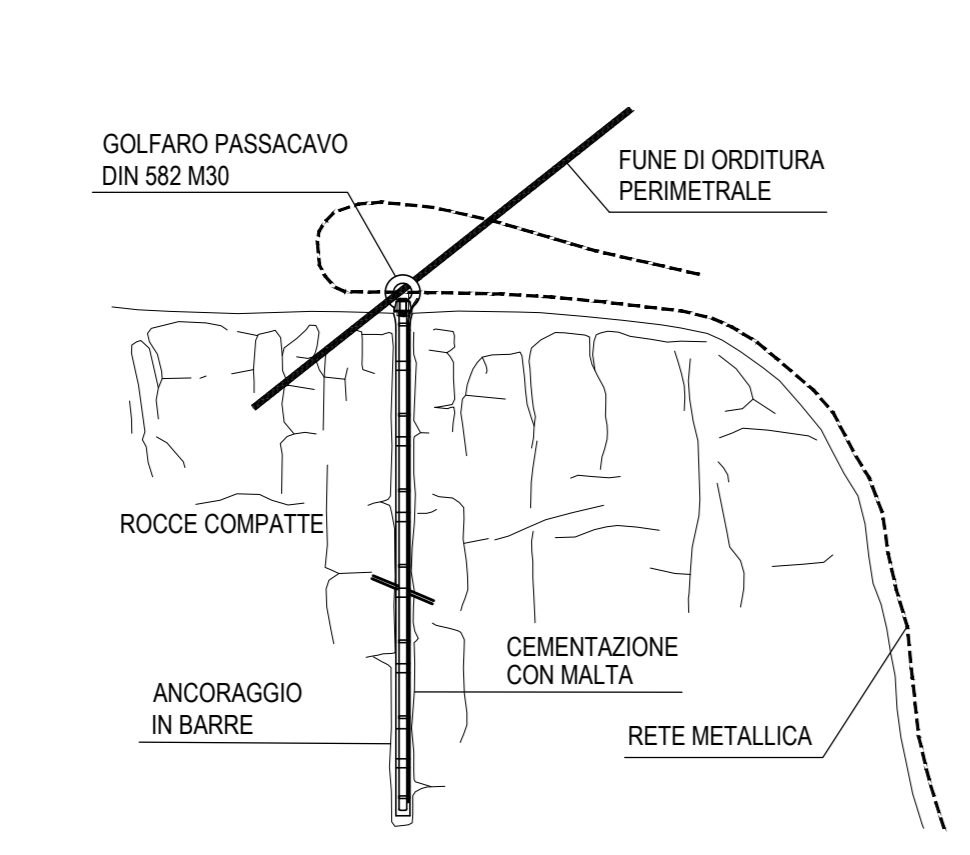 GOLFARO PASSACAVO
DIN 582 M30
FUNE DI ORDITURA
PERIMETRALE
ROCCE COMPATTE
CEMENTAZIONE
CON MALTA
ANCORAGGIO
IN BARRE
RETE METALLICA